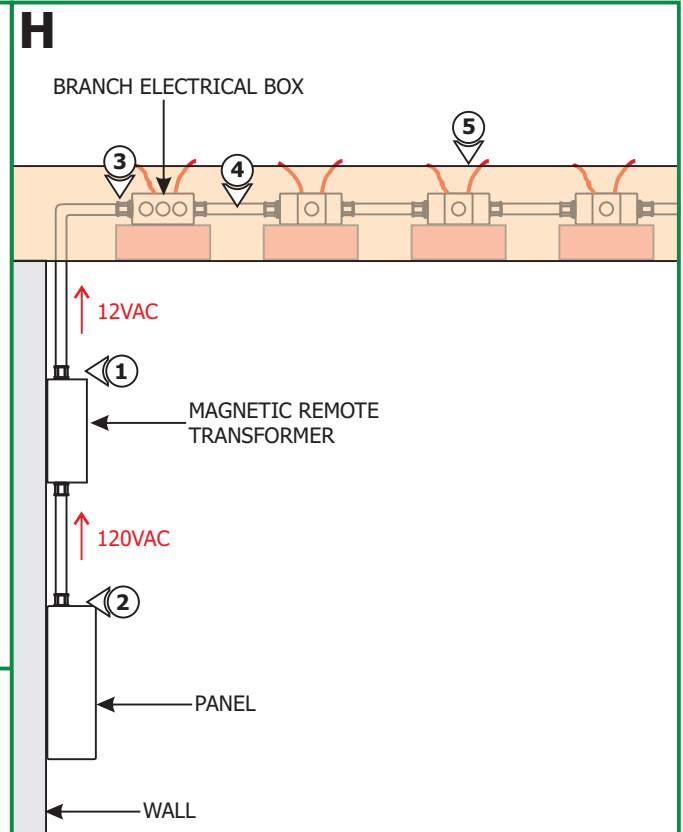 H
BRANCH ELECTRICAL BOX
5
3
4
12VAC
1
MAGNETIC REMOTE
TRANSFORMER
120VAC
2
PANEL
WALL